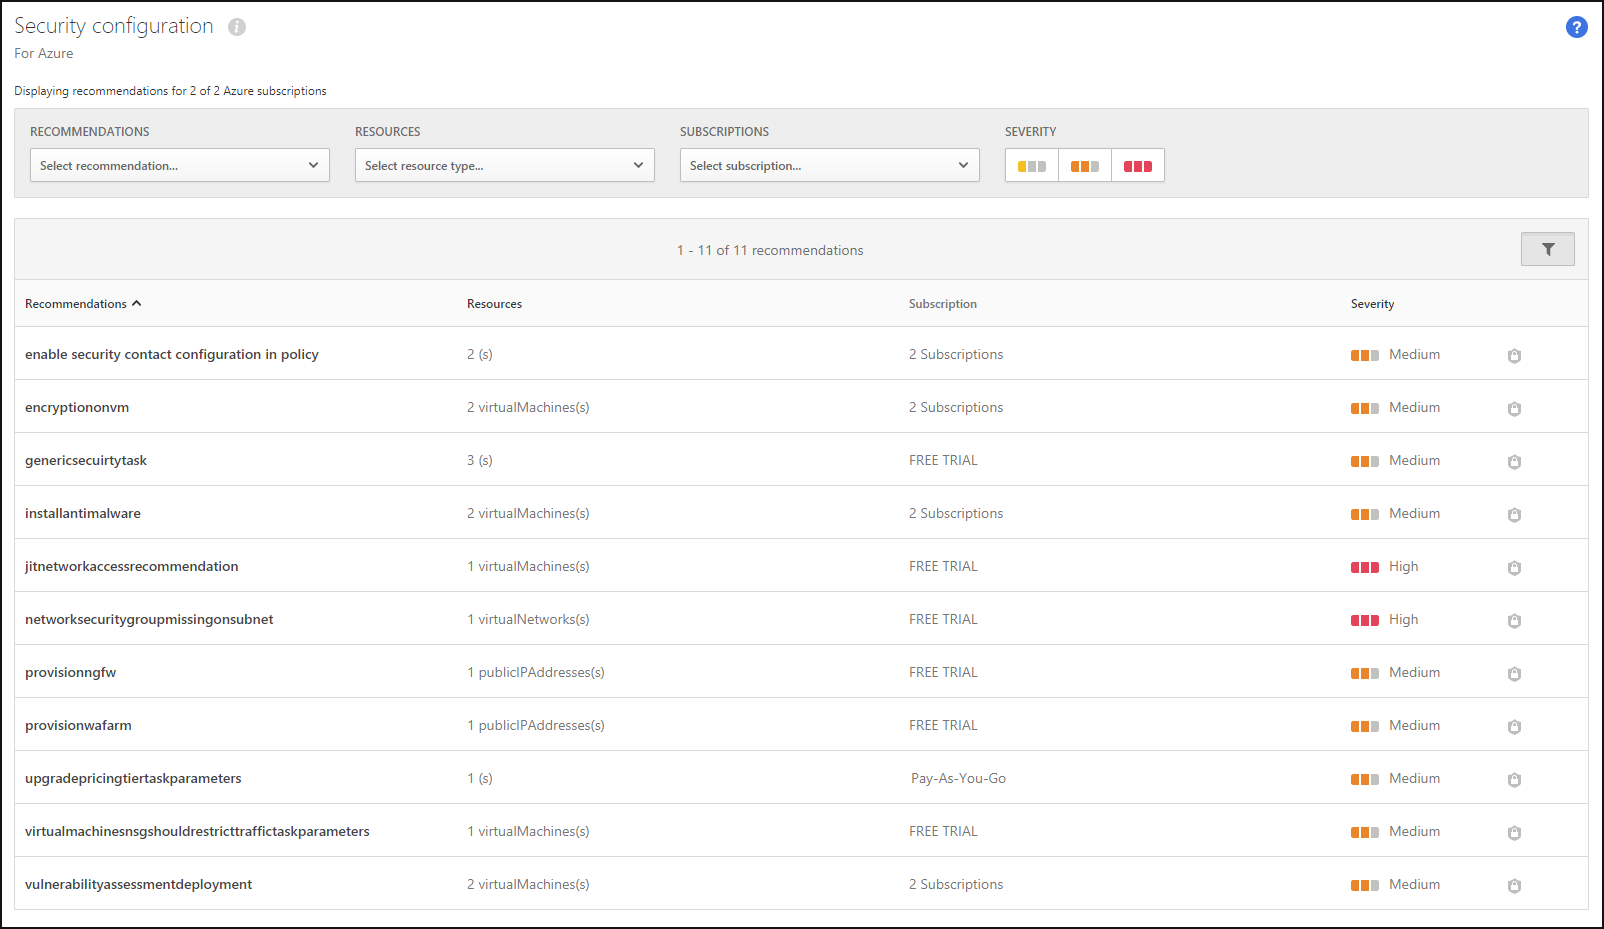 Security configuration i
?
For Azure
Displaying recommendations for 2 of 2 Azure subscriptions
RECOMMENDATIONS RESOURCES SUBSCRIPTIONS SEVERITY
Select recommendation... Select resource type... Select subscription...
1 - 11 of 11 recommendations
Recommendations Resources Subscription Severity
enable security contact configuration in policy 2 (s) 2 Subscriptions Medium
encryptiononvm 2 virtualMachines(s) 2 Subscriptions Medium
genericsecuirtytask 3 (s) FREE TRIAL Medium
installantimalware 2 virtualMachines(s) 2 Subscriptions Medium
jitnetworkaccessrecommendation 1 virtualMachines(s) FREE TRIAL High
networksecuritygroupmissingonsubnet 1 virtualNetworks(s) FREE TRIAL High
provisionngfw 1 publicIPAddresses(s) FREE TRIAL Medium
provisionwafarm 1 publicIPAddresses(s) FREE TRIAL Medium
upgradepricingtiertaskparameters 1 (s) Pay-As-You-Go Medium
virtualmachinesnsgshouldrestricttraffictaskparameters 1 virtualMachines(s) FREE TRIAL Medium
vulnerabilityassessmentdeployment 2 virtualMachines(s) 2 Subscriptions Medium